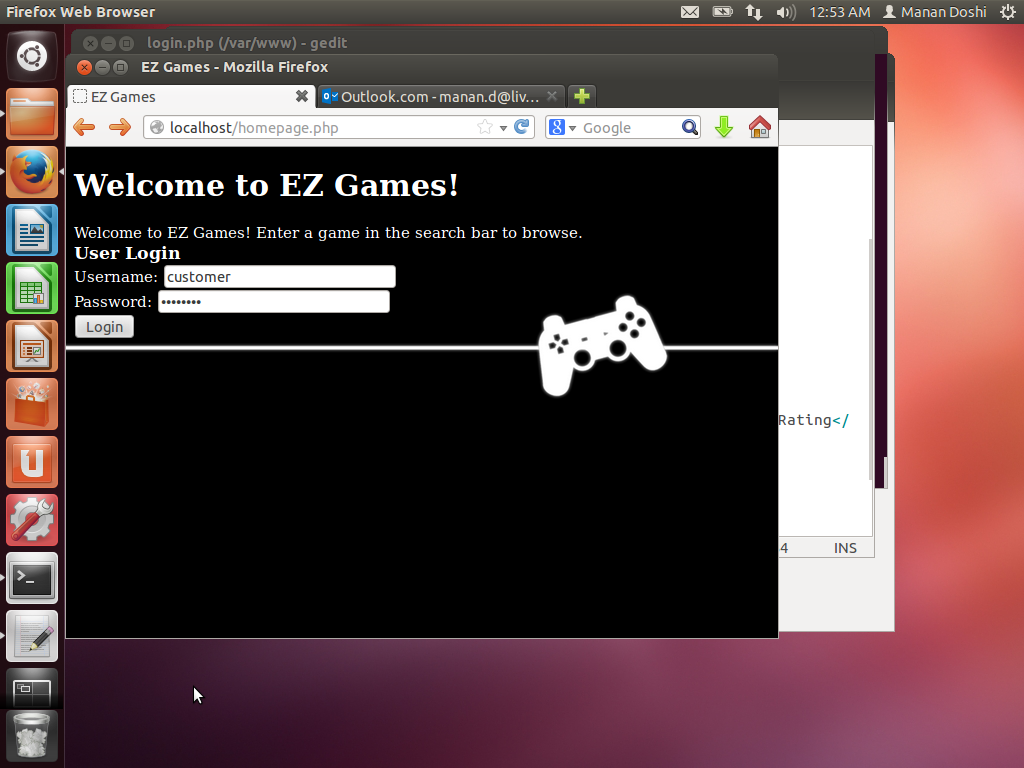 Firefox Web Browser
12:53 AM Manan Doshi
login.php (/var/www) - gedit
EZ Games - Mozilla Firefox
EZ Games
Outlook.com - manan.d@liv...
localhost/homepage.php
8 Google
Welcome to EZ Games!
Welcome to EZ Games! Enter a game in the search bar to browse.
User Login
Username: customer
Password: ••••••••
Login
Rating</
4 INS